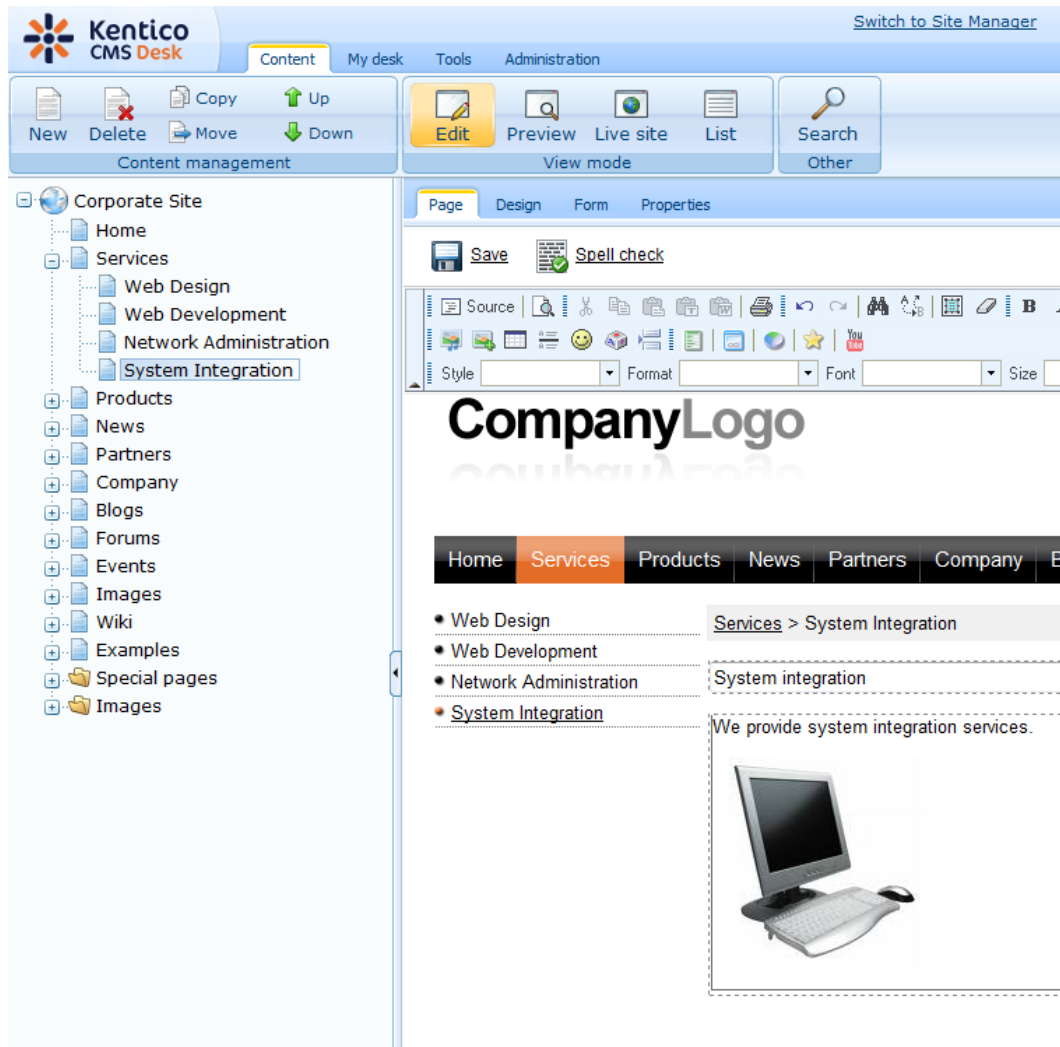 Kentico
CMS Desk
Switch to Site Manager
Content My desk Tools Administration
Copy Up
New Delete Move Down
Content management
Edit Preview Live site List
View mode
Search
Other
Corporate Site
Home
Services
Web Design
Web Development
Network Administration
System Integration
Products
News
Partners
Company
Blogs
Forums
Events
Images
Wiki
Examples
Special pages
Images
Page Design Form Properties
Save Spell check
Source B
You Tube
Style Format Font Size
CompanyLogo
Home Services Products News Partners Company
Web Design
Web Development
Network Administration
System Integration
Services > System Integration
System integration
We provide system integration services.